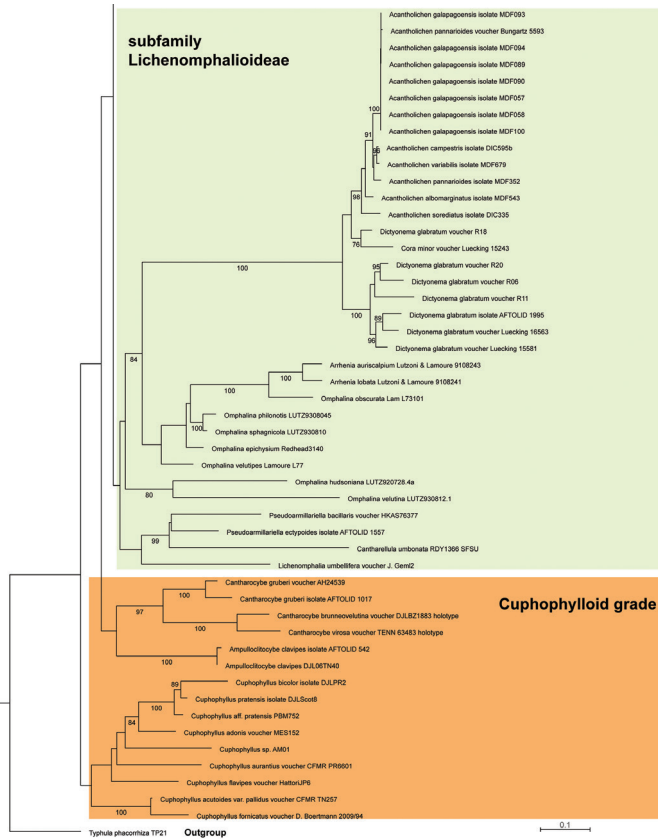 subfamily
Lichenomphalioideae
Acantholichen galapagoensis isolate MDF093
Acantholichen pannarioides voucher Bungartz 5593
Acantholichen galapagoensis isolate MDF094
Acantholichen galapagoensis isolate MDF089
Acantholichen galapagoensis isolate MDF090
Acantholichen galapagoensis isolate MDF057
Acantholichen galapagoensis isolate MDF058
100
Acantholichen galapagoensis isolate MDF100
91
Acantholichen campestris isolate DIC595b
Acantholichen variabilis isolate MDF679
Acantholichen pannarioides isolate MDF352
98
Acantholichen albomarginatus isolate MDF543
Acantholichen sorediatus isolate DIC335
Dictyonema glabratum voucher R18
76
Cora minor voucher Luecking 15243
100
95
Dictyonema glabratum voucher R20
Dictyonema glabratum voucher R06
Dictyonema glabratum voucher R11
100
89
Dictyonema glabratum isolate AFTOLID 1995
Dictyonema glabratum voucher Luecking 16563
96
Dictyonema glabratum voucher Luecking 15581
84
Arrhenia auriscalpium Lutzoni & Lamoure 9108243
100
Arrhenia lobata Lutzoni & Lamoure 9108241
100
Omphalina obscurata Lam L73101
Omphalina philonotis LUTZ9308045
100
Omphalina sphagnicola LUTZ930810
Omphalina epichysium Redhead3140
Omphalina velutipes Lamoure L77
Omphalina hudsoniana LUTZ920728.4a
80
Omphalina velutina LUTZ930812.1
Pseudoarmillariella bacillaris voucher HKAS76377
Pseudoarmillariella ectypoides isolate AFTOLID 1557
99
Cantharellula umbonata RDY1366 SFSU
Lichenomphalia umbellifera voucher J. Geml2
Cuphophylloid grade
Cantharocybe gruberi voucher AH24539
100
Cantharocybe gruberi isolate AFTOLID 1017
97
Cantharocybe brunneovelutina voucher DJLBZ1883 holotype
100
Cantharocybe virosa voucher TENN 63483 holotype
Ampulloclitocybe clavipes isolate AFTOLID 542
100
Ampulloclitocybe clavipes DJL06TN40
89
Cuphophyllus bicolor isolate DJLPR2
Cuphophyllus pratensis isolate DJLScot8
100
Cuphophyllus aff. pratensis PBM752
84
Cuphophyllus adonis voucher MES152
Cuphophyllus sp. AM01
Cuphophyllus aurantius voucher CFMR PR6601
Cuphophyllus flavipes voucher HattoriJP6
Cuphophyllus acutoides var. pallidus voucher CFMR TN257
100
Cuphophyllus fornicatus voucher D. Boertmann 2009/94
Typhula phacorrhiza TP21 Outgroup
0.1